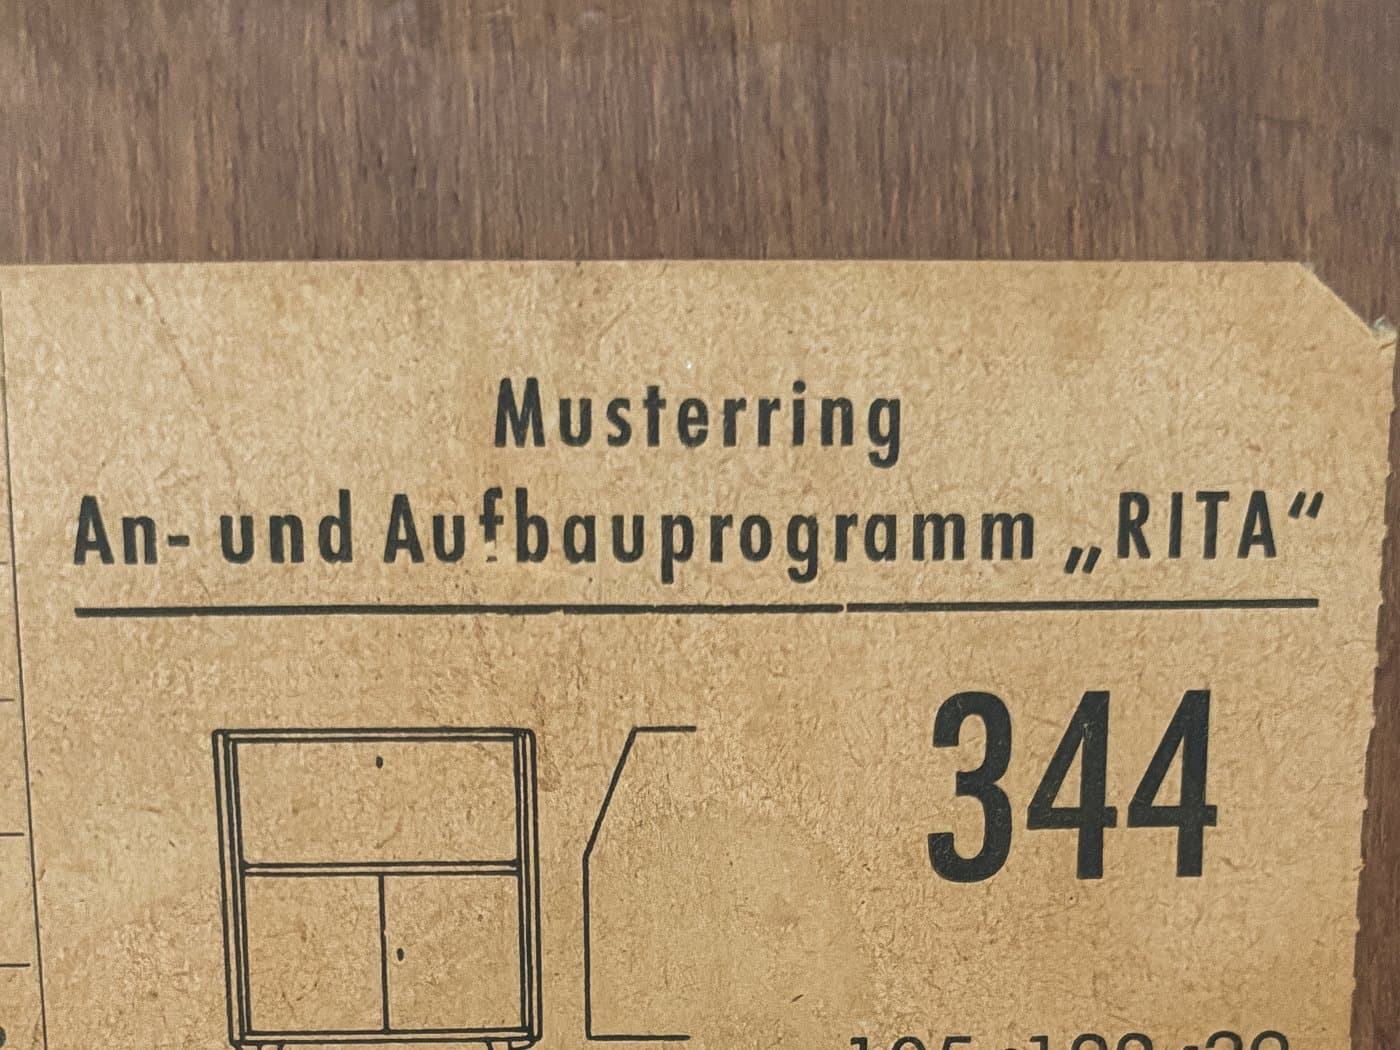 Musterring
An- und Aufbauprogramm „RITA“
344